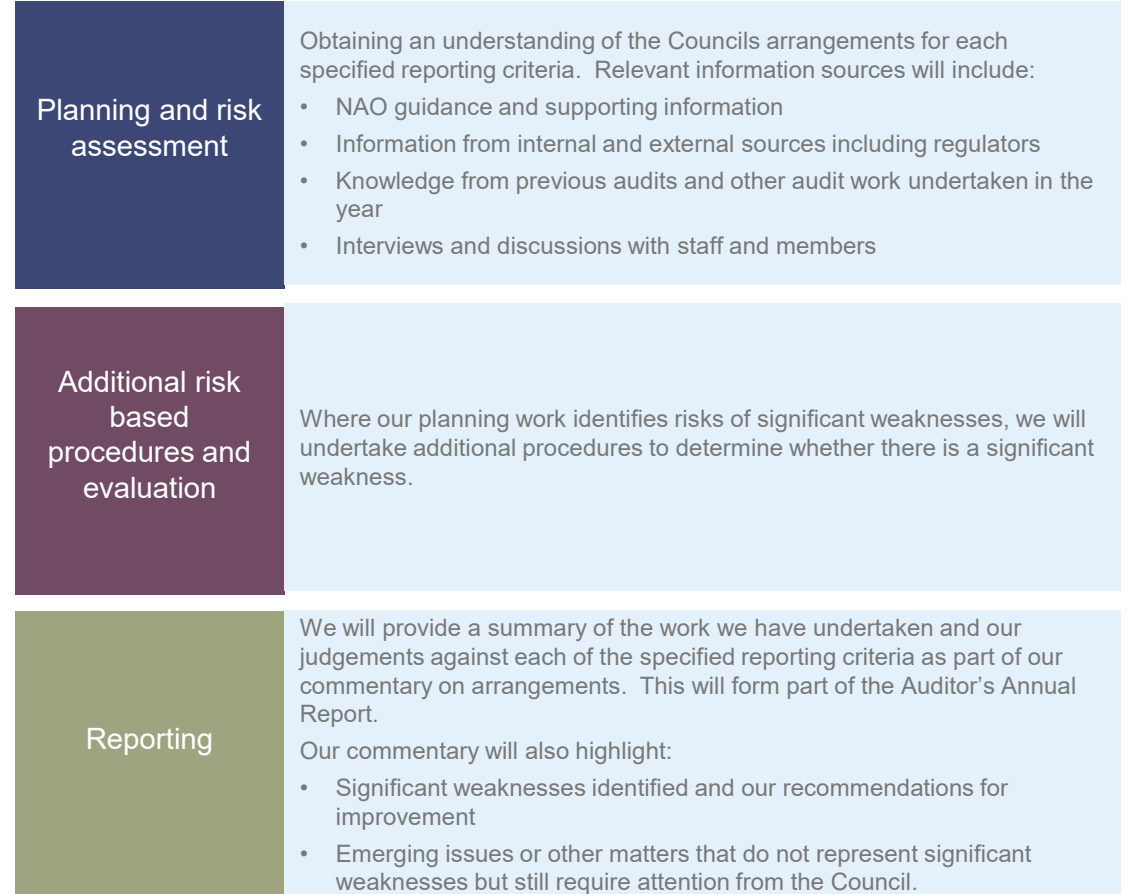 Planning and risk
assessment
Obtaining an understanding of the Councils arrangements for each
specified reporting criteria.  Relevant information sources will include:
• NAO guidance and supporting information
• Information from internal and external sources including regulators
• Knowledge from previous audits and other audit work undertaken in the
year
• Interviews and discussions with staff and members
Additional risk
based
procedures and
evaluation
Where our planning work identifies risks of significant weaknesses, we will
undertake additional procedures to determine whether there is a significant
weakness.
Reporting
We will provide a summary of the work we have undertaken and our
judgements against each of the specified reporting criteria as part of our
commentary on arrangements.  This will form part of the Auditor’s Annual
Report.
Our commentary will also highlight:
• Significant weaknesses identified and our recommendations for
improvement
• Emerging issues or other matters that do not represent significant
weaknesses but still require attention from the Council.